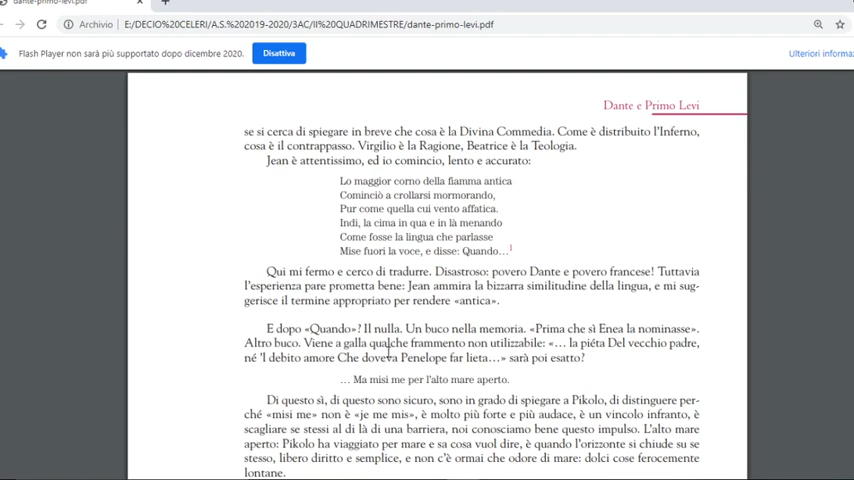 Archivio E:/DECIO%20CELERI/A.S.%202019-2020/3AC/II%20QUADRIMESTRE/dante-primo-levi.pdf
Flash Player non sarà più supportato dopo dicembre 2020. Disattiva Ulteriori informa
Dante e Primo Levi
se si cerca di spiegare in breve che cosa è la Divina Commedia. Come è distribuito l'Inferno,
cosa è il contrappasso. Virgilio è la Ragione, Beatrice è la Teologia.
Jean è attentissimo, ed io comincio, lento e accurato:
Lo maggior corno della fiamma antica
Cominciò a crollarsi mormorando,
Pur come quella cui vento affatica.
Indi, la cima in qua e in là menando
Come fosse la lingua che parlasse
Mise fuori la voce, e disse: Quando…1
Qui mi fermo e cerco di tradurre. Disastroso: povero Dante e povero francese! Tuttavia
l'esperienza pare prometta bene: Jean ammira la bizzarra similitudine della lingua, e mi sug-
gerisce il termine appropriato per rendere «antica».
E dopo «Quando»? Il nulla. Un buco nella memoria. «Prima che sì Enea la nominasse».
Altro buco. Viene a galla qualche frammento non utilizzabile: «… la piéta Del vecchio padre,
né 'l debito amore Che doveva Penelope far lieta…» sarà poi esatto?
… Ma misi me per l'alto mare aperto.
Di questo sì, di questo sono sicuro, sono in grado di spiegare a Pikolo, di distinguere per-
ché «misi me» non è «je me mis», è molto più forte e più audace, è un vincolo infranto, è
scagliare se stessi al di là di una barriera, noi conosciamo bene questo impulso. L'alto mare
aperto: Pikolo ha viaggiato per mare e sa cosa vuol dire, è quando l'orizzonte si chiude su se
stesso, libero diritto e semplice, e non c'è ormai che odore di mare: dolci cose ferocemente
lontane.